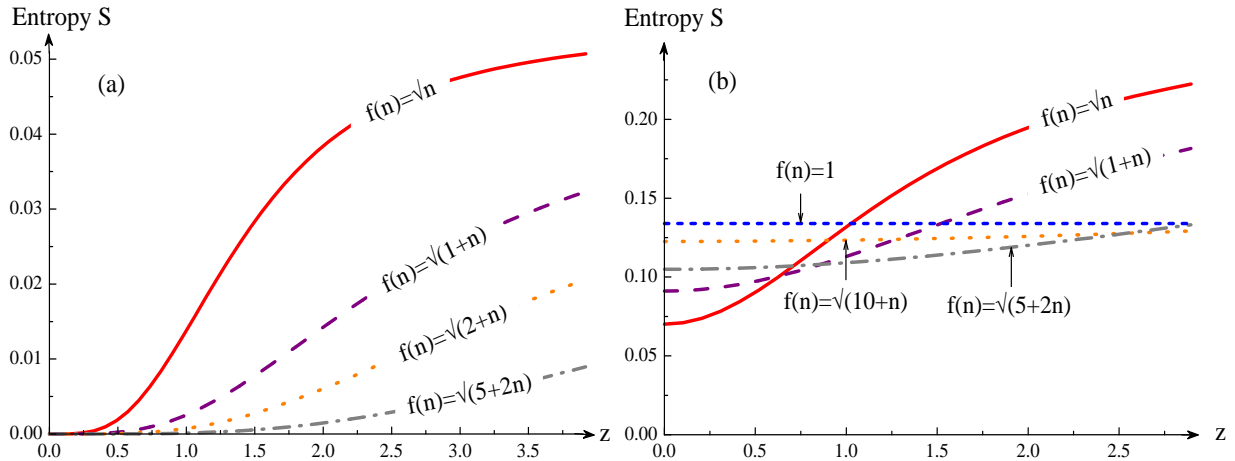 Entropy S
0.05
0.04
0.03
0.02
0.01
0.00
(a)
f(n)=√n
f(n)=√(1+n)
f(n)=√(2+n)
f(n)=√(5+2n)
0.0 0.5 1.0 1.5 2.0 2.5 3.0 3.5
z
Entropy S
0.20
0.15
0.10
0.05
0.00
(b)
f(n)=√n
f(n)=1
f(n)=√(1+n)
f(n)=√(10+n)
f(n)=√(5+2n)
0.0 0.5 1.0 1.5 2.0 2.5
z